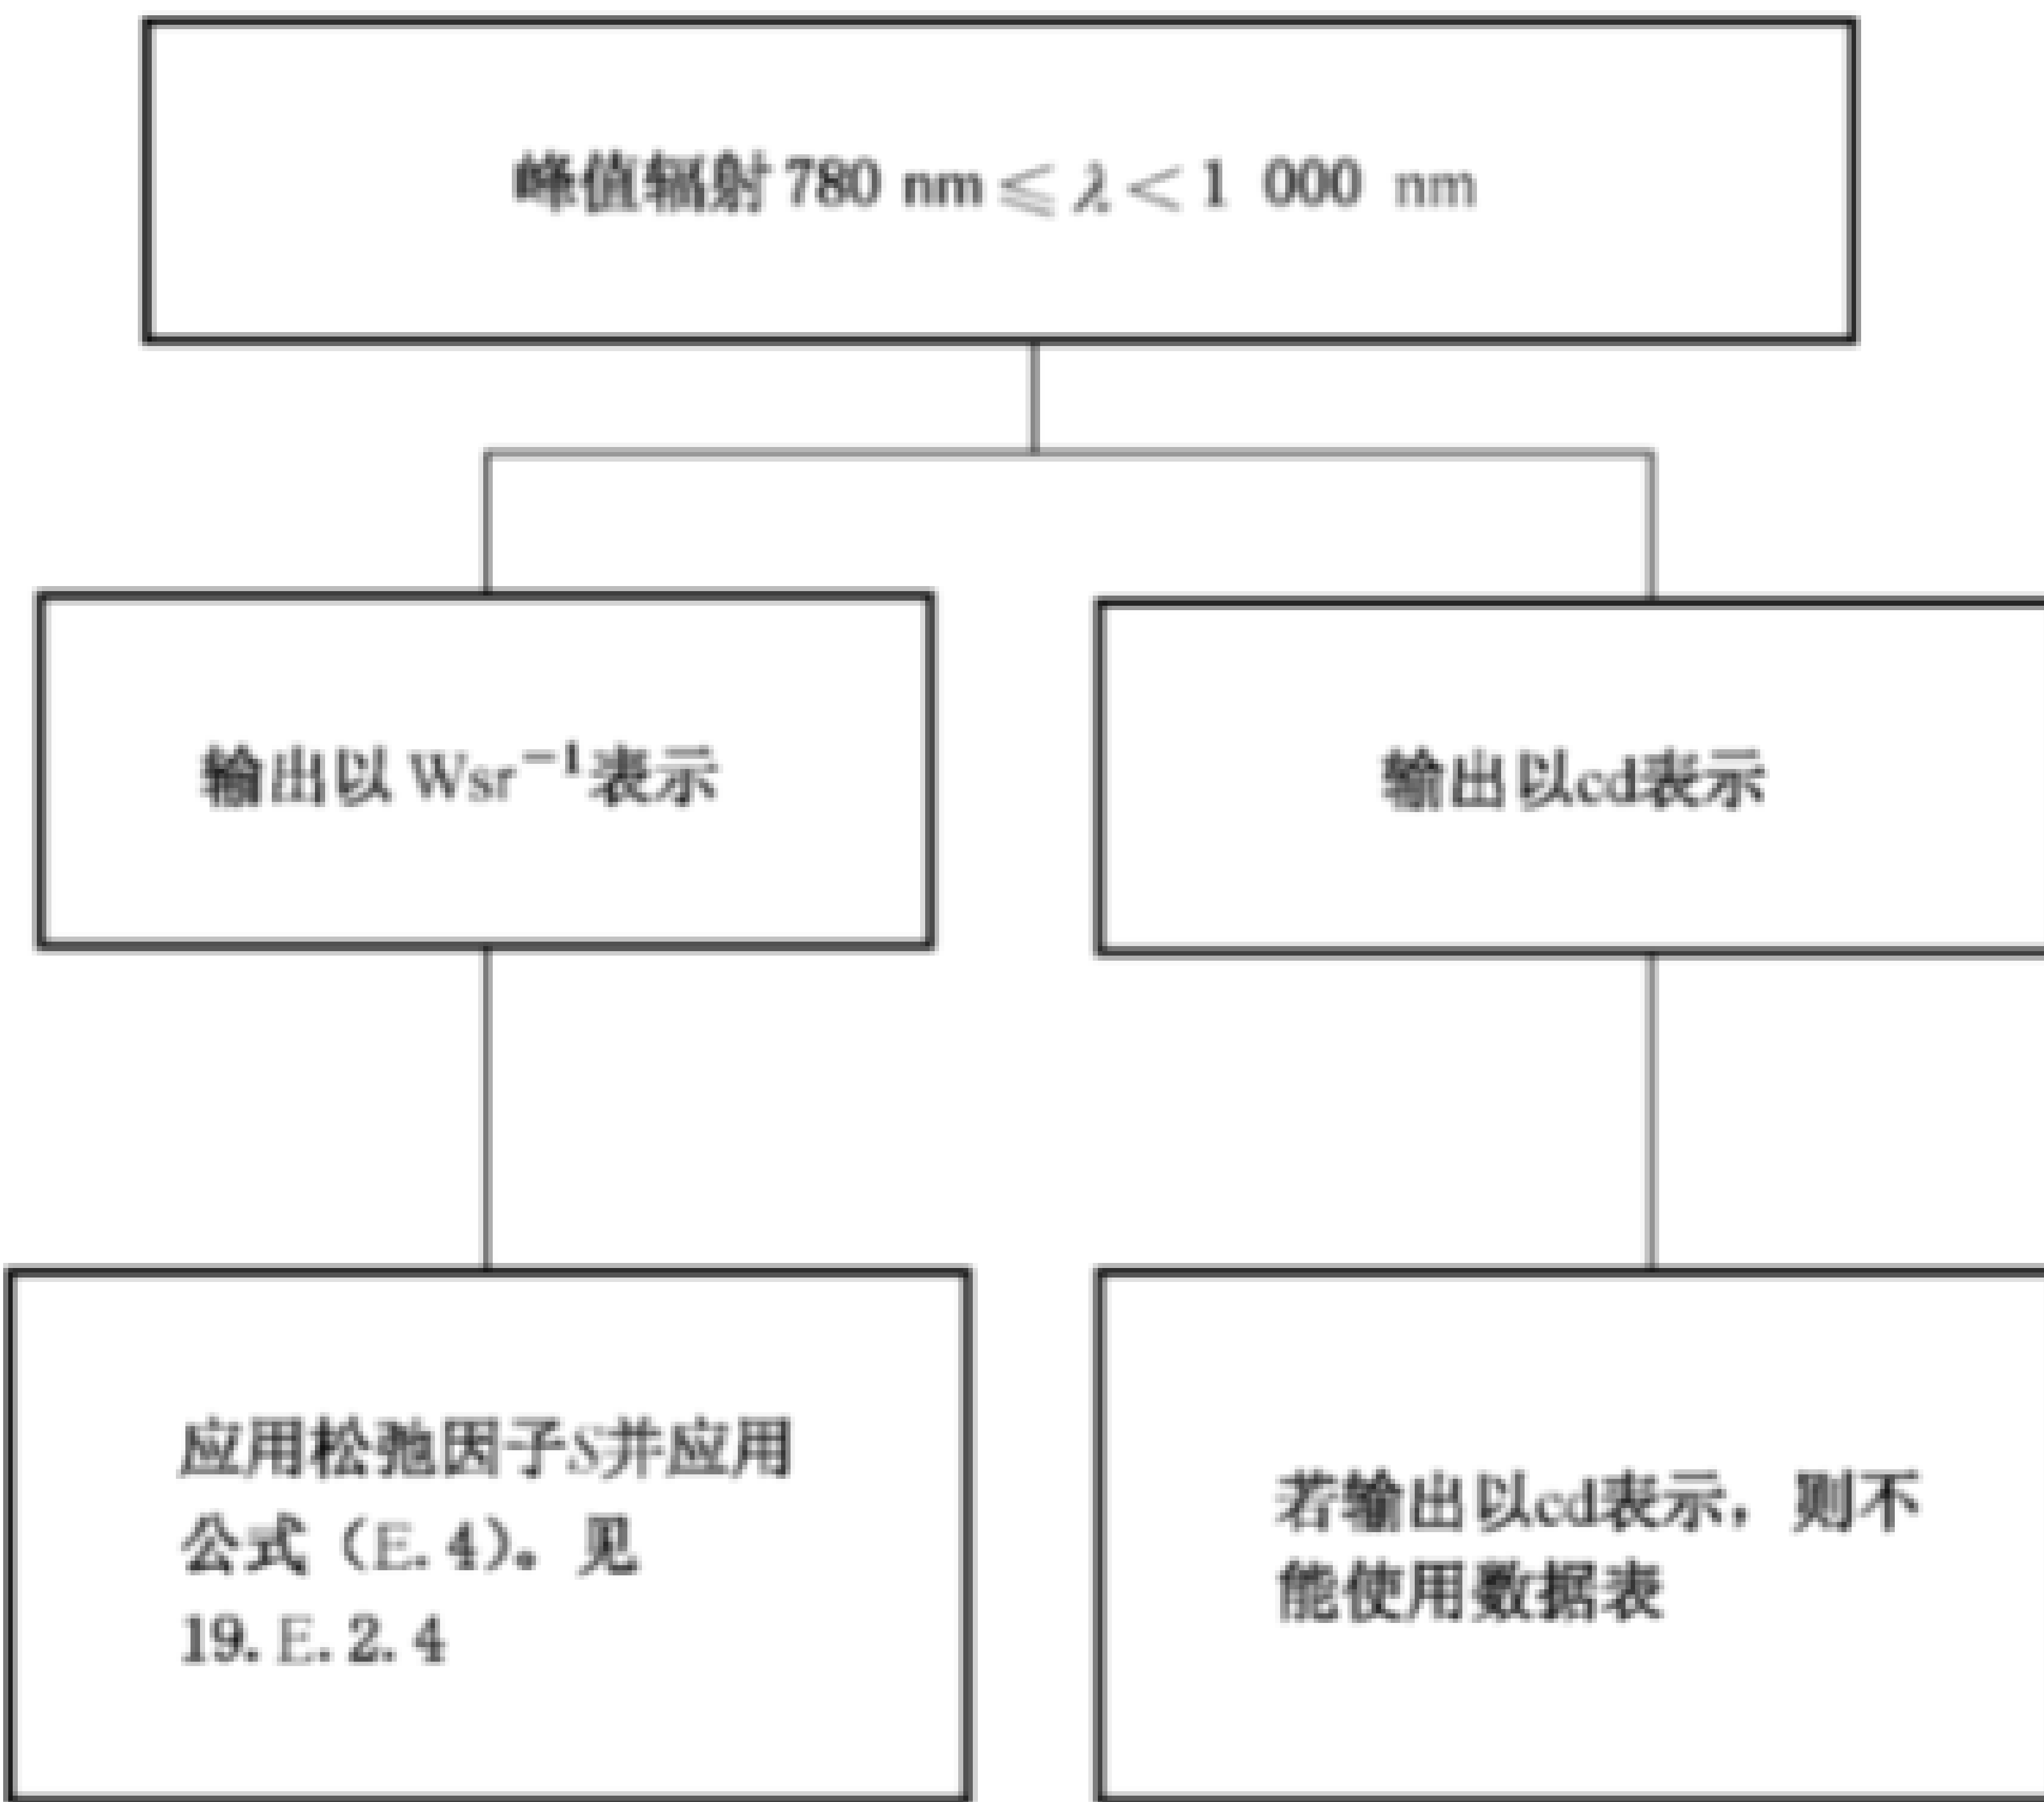 峰值辐射 780 nm ≤ λ < 1 000 nm
输出以 Wsr⁻¹表示
输出以cd表示
应用松弛因子S并应用
公式（E. 4）。见
19. E. 2. 4
若输出以cd表示，则不
能使用数据表